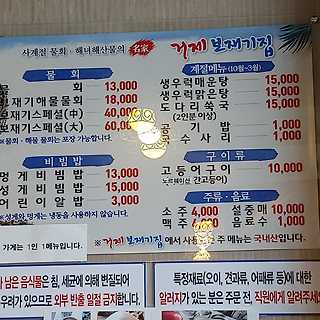 사계절 물회·해녀해산물의 名家 거제 보재기집
물 회
물 회 13,000
보재기해물물회 18,000
보재기스페셜(中) 40,000
보재기스페셜(大) 60,000
※물회·해물 물회는 포장 가능합니다.
비 빔 밥
멍게비빔밥 13,000
성게비빔밥 15,000
어린이알밥 3,000
※성게와 멍게는 냉동을 사용하지 않습니다.
계절메뉴 (10월~3월)
생우럭매운탕 15,000
생우럭맑은탕 15,000
도다리쑥국 15,000
(2인분 이상)
공기밥 1,000
국수사리 1,000
구 이 류
고등어구이 10,000
노르웨이산 (간고등어)
주류·음료
소주 4,000 설중매 10,000
맥주 4,000 음료수 1,000
가게는 1인 1메뉴입니다.
※ 거제 보재기집 에서 사용하는 주 메뉴는 국내산입니다.
남은 음식물은 침, 세균에 의해 변질되어
우려가 있으므로 외부 반출 일절 금지합니다.
특정재료(오이, 견과류, 어패류 등)에 대한
알러지가 있는 분은 주문 전, 직원에게 알려주세요.